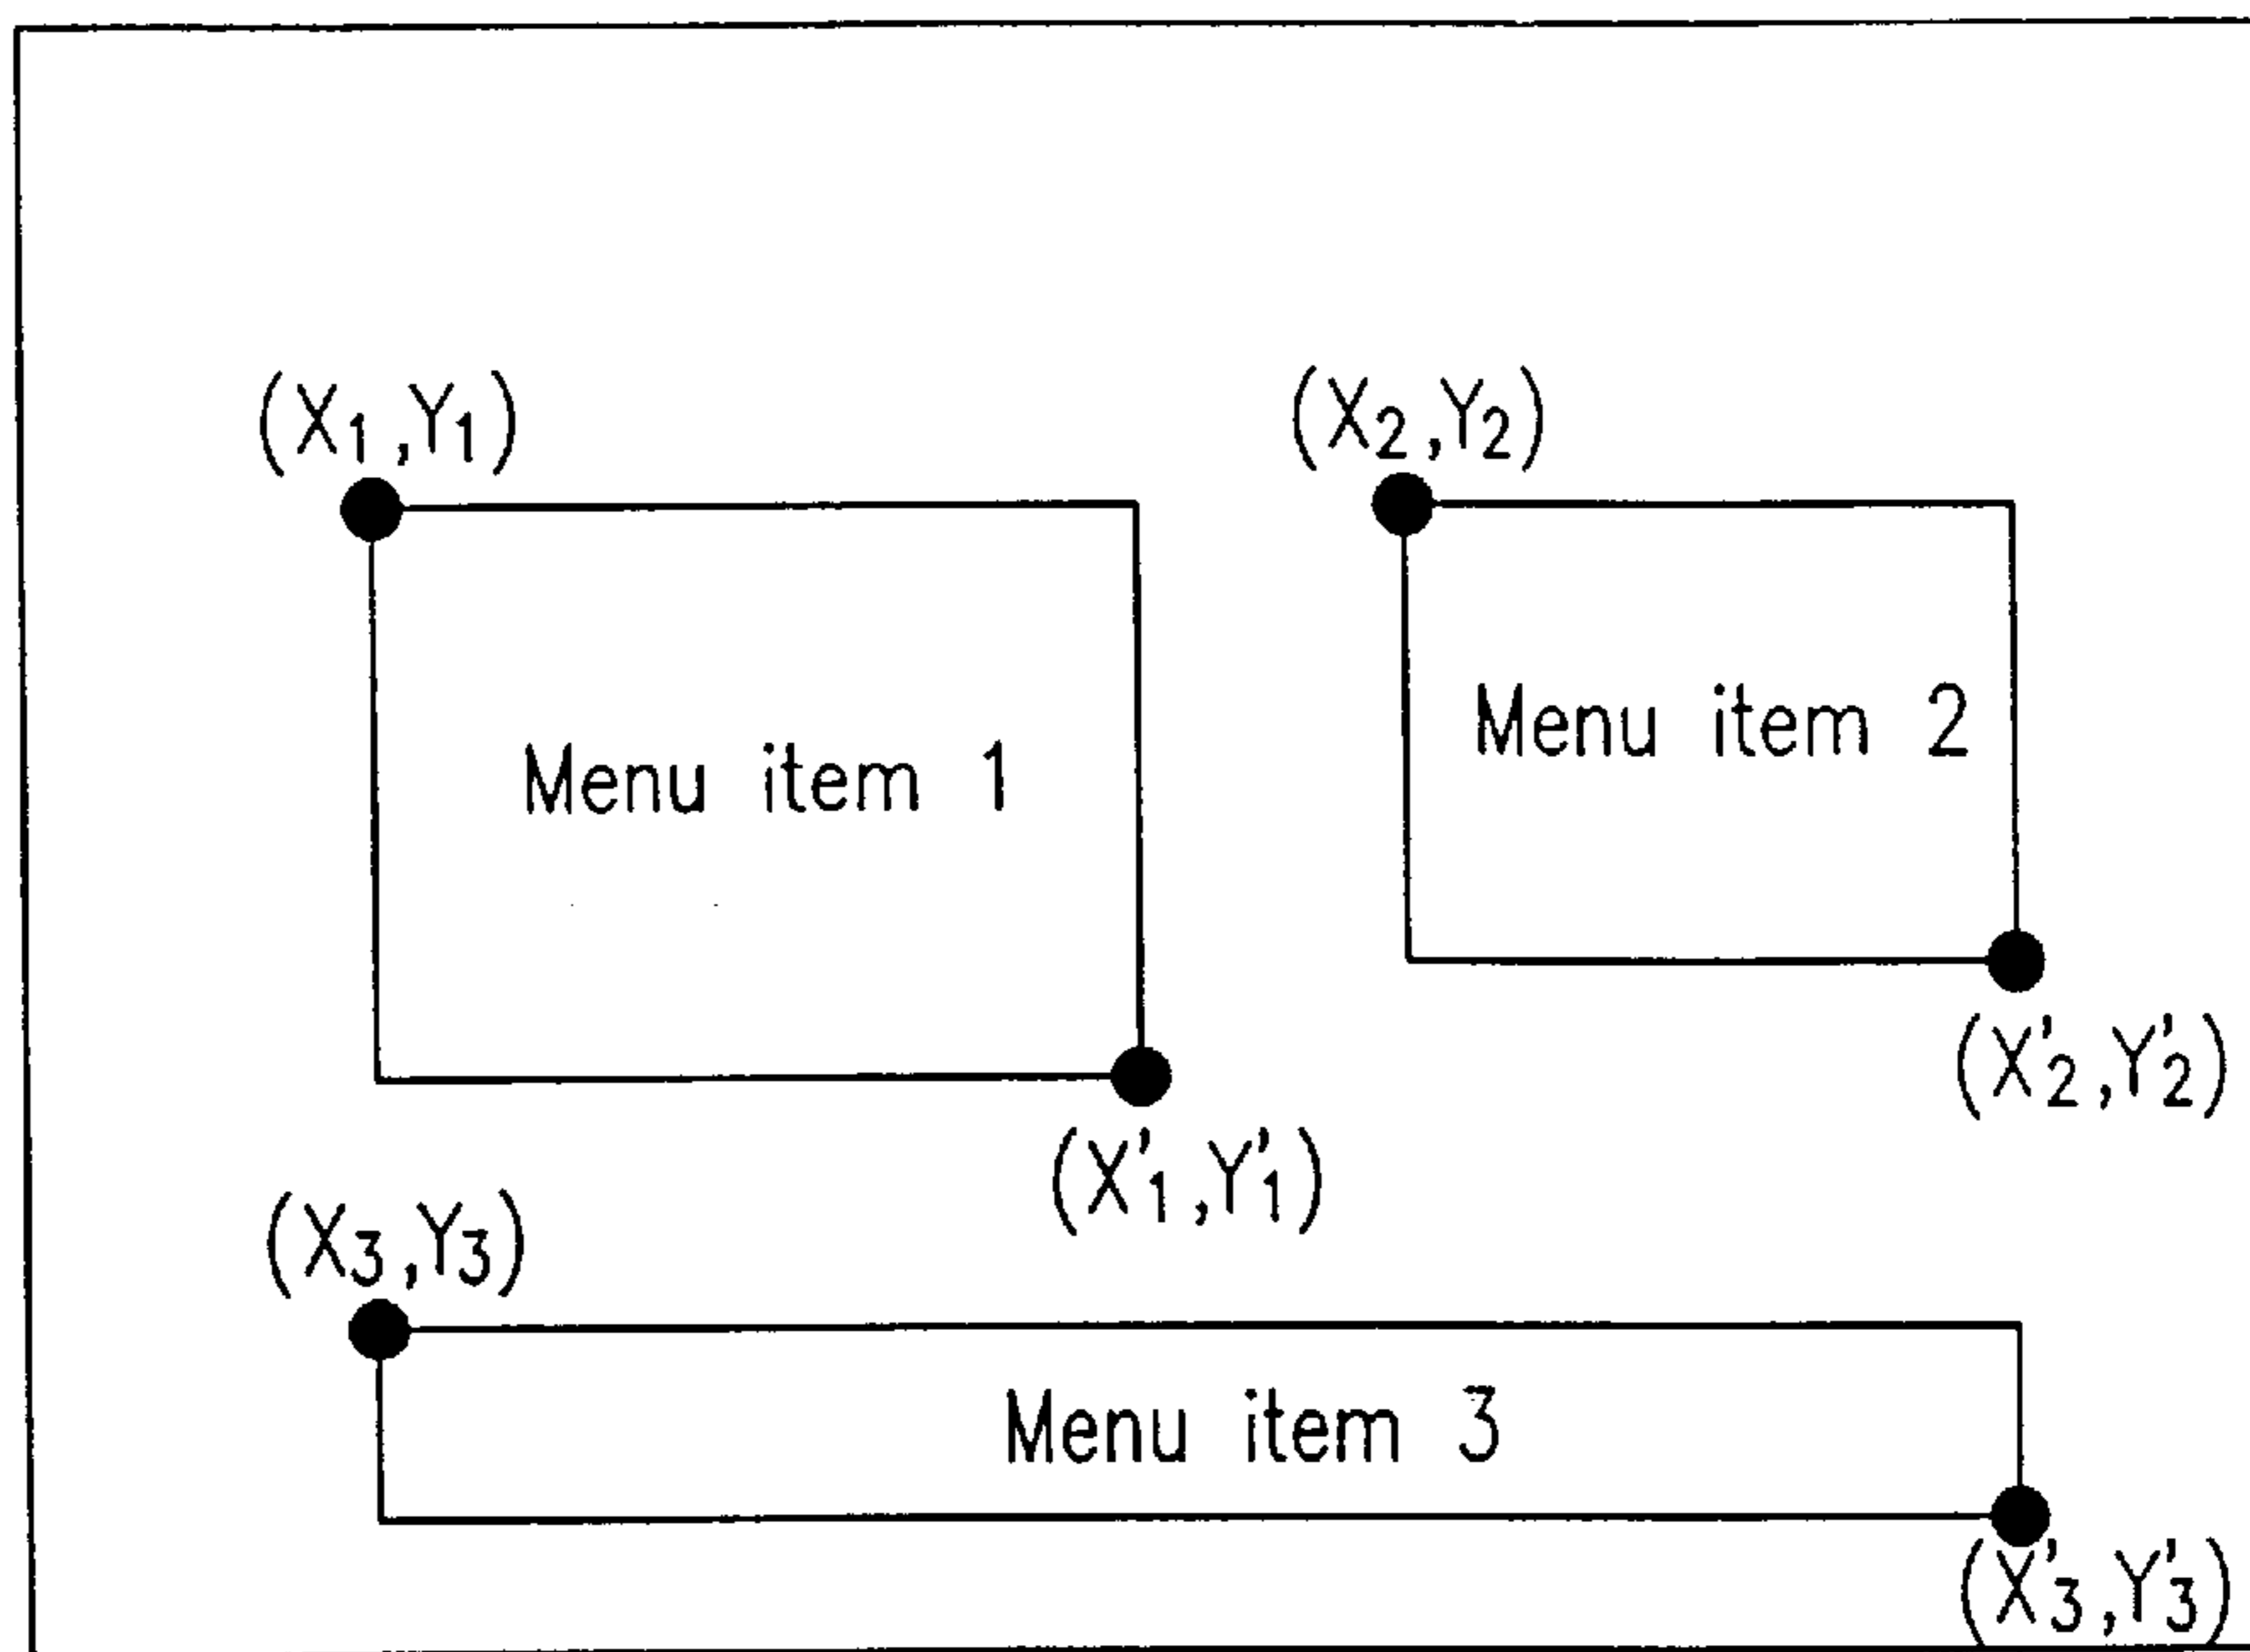 (X₁,Y₁)
(X₂,Y₂)
Menu item 1
Menu item 2
(X'₁,Y'₁)
(X'₂,Y'₂)
(X₃,Y₃)
Menu item 3
(X'₃,Y'₃)